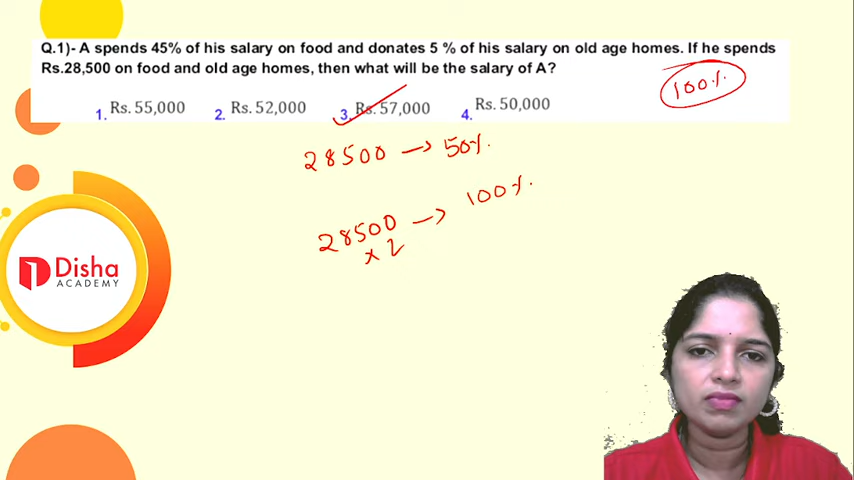 Q.1)- A spends 45% of his salary on food and donates 5 % of his salary on old age homes. If he spends
Rs.28,500 on food and old age homes, then what will be the salary of A?
100%
1. Rs. 55,000 2. Rs. 52,000 3. Rs. 57,000 4. Rs. 50,000
28500 → 50%.
28500 → 100%.
× 2
Disha
ACADEMY